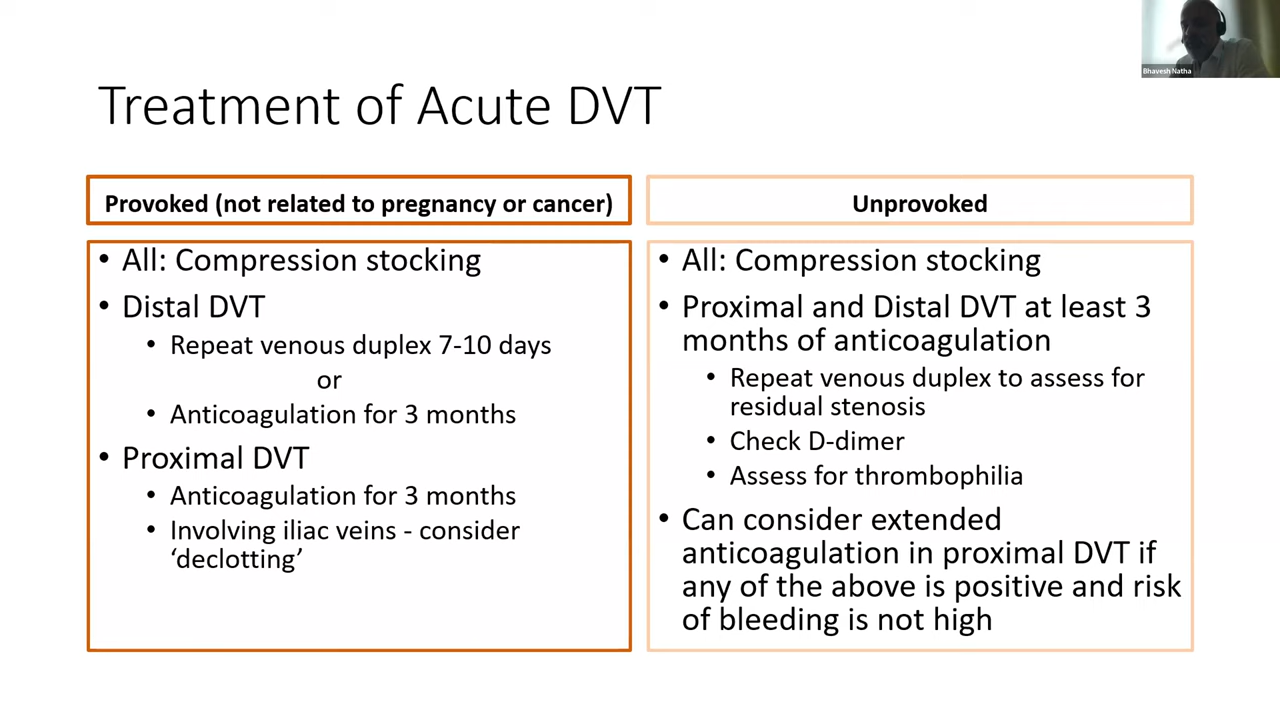 Bhavesh Natha
Treatment of Acute DVT
Provoked (not related to pregnancy or cancer)
• All: Compression stocking
• Distal DVT
• Repeat venous duplex 7-10 days
or
• Anticoagulation for 3 months
• Proximal DVT
• Anticoagulation for 3 months
• Involving iliac veins - consider
‘declotting’
Unprovoked
• All: Compression stocking
• Proximal and Distal DVT at least 3
months of anticoagulation
• Repeat venous duplex to assess for
residual stenosis
• Check D-dimer
• Assess for thrombophilia
• Can consider extended
anticoagulation in proximal DVT if
any of the above is positive and risk
of bleeding is not high